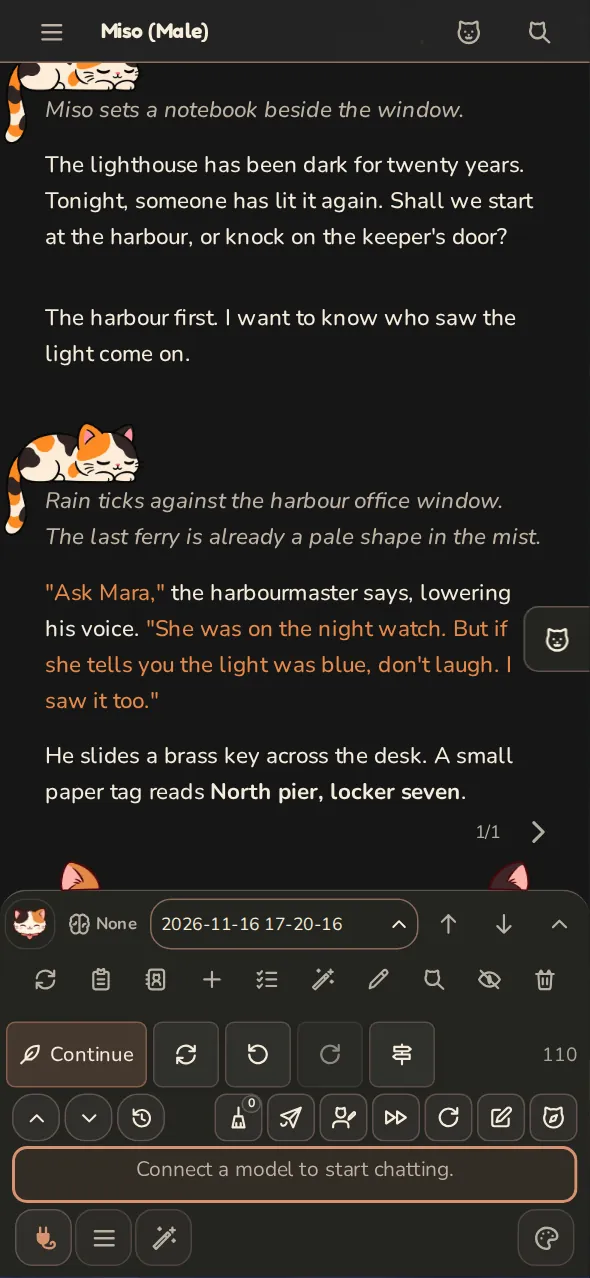 Miso (Male)
Miso sets a notebook beside the window.
The lighthouse has been dark for twenty years.
Tonight, someone has lit it again. Shall we start
at the harbour, or knock on the keeper's door?
The harbour first. I want to know who saw the
light come on.
Rain ticks against the harbour office window.
The last ferry is already a pale shape in the mist.
"Ask Mara," the harbourmaster says, lowering
his voice. "She was on the night watch. But if
she tells you the light was blue, don't laugh. I
saw it too."
He slides a brass key across the desk. A small
paper tag reads North pier, locker seven.
1/1
None
2026-11-16 17-20-16
Continue
110
0
Connect a model to start chatting.